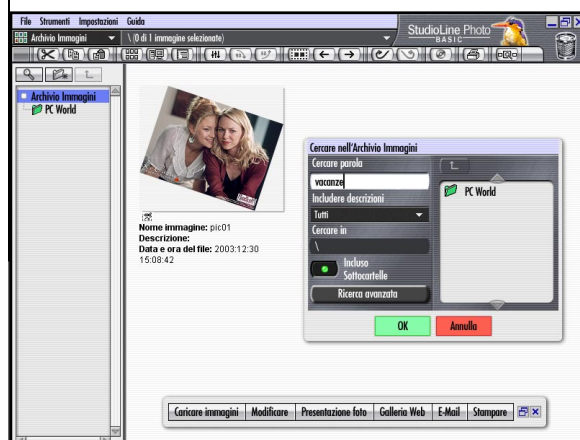 File Strumenti Impostazioni Guida
StudioLine Photo
BASIC
Archivio Immagini \(0 di 1 immagine selezionate)
Archivio Immagini
PC World
Nome immagine: pic01
Descrizione:
Data e ora del file: 2003:12:30
15:08:42
Cercare nell'Archivio Immagini
Cercare parola
vacanze
Includere descrizioni
Tutti
Cercare in
\
Incluso
Sottocartelle
Ricerca avanzata
PC World
OK Annulla
Caricare immagini Modificare Presentazione foto Galleria Web E-Mail Stampare